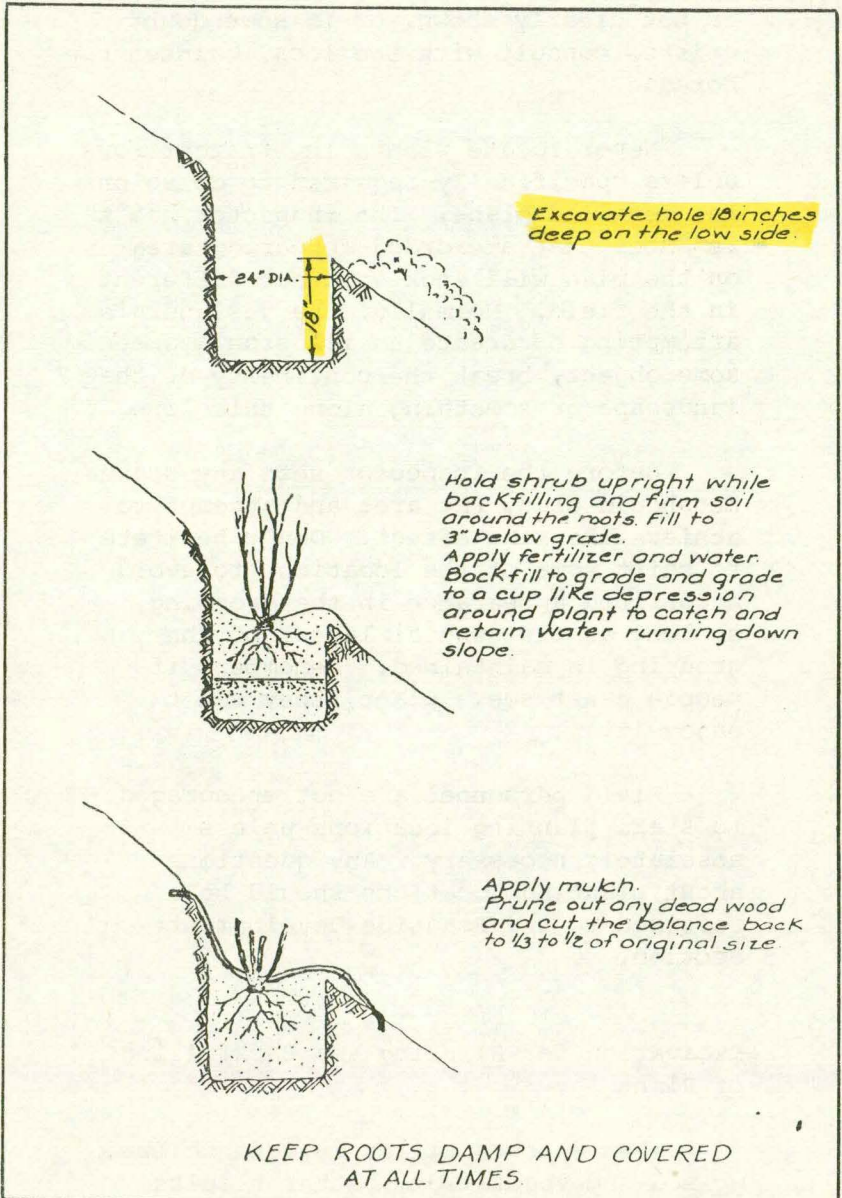 Excavate hole 18 inches
deep on the low side.
24" DIA.
18"
Hold shrub upright while
backfilling and firm soil
around the roots. Fill to
3" below grade.
Apply fertilizer and water.
Backfill to grade and grade
to a cup like depression
around plant to catch and
retain water running down
slope.
Apply mulch.
Prune out any dead wood
and cut the balance back
to 1/3 to 1/2 of original size.
KEEP ROOTS DAMP AND COVERED
AT ALL TIMES.